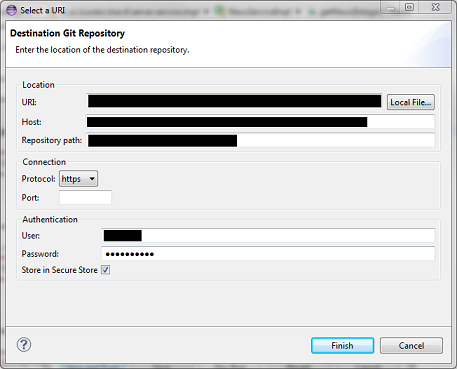 Select a URI
Destination Git Repository
Enter the location of the destination repository.
Location
URI:
Local File...
Host:
Repository path:
Connection
Protocol: https
Port:
Authentication
User:
Password: ●●●●●●●●●●
Store in Secure Store
?
Finish
Cancel